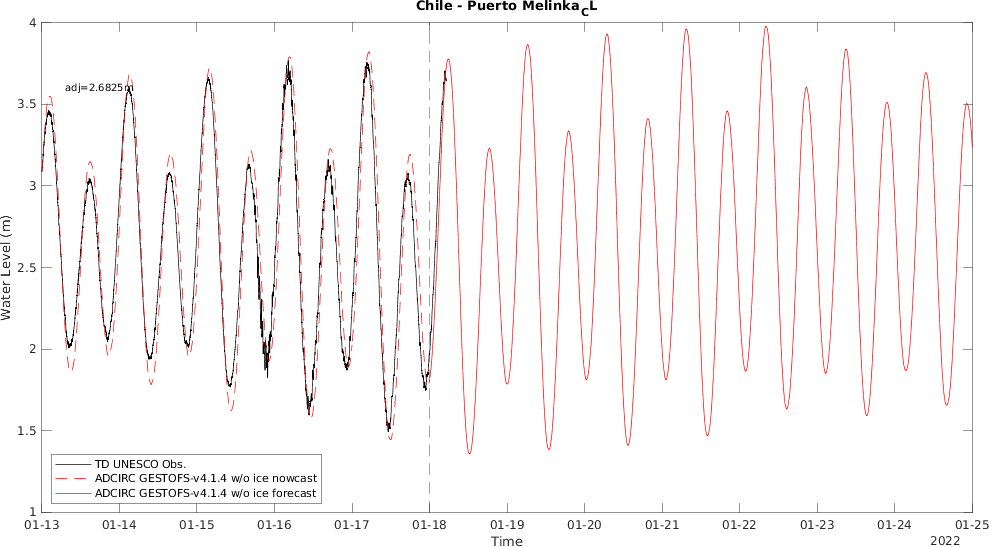 Chile - Puerto Melinka_CL
4
adj=2.6825m
3.5
3
2.5
2
1.5
1
Water Level (m)
TD UNESCO Obs.
ADCIRC GESTOFS-v4.1.4 w/o ice nowcast
ADCIRC GESTOFS-v4.1.4 w/o ice forecast
01-13 01-14 01-15 01-16 01-17 01-18 01-19 01-20 01-21 01-22 01-23 01-24 01-25
Time
2022